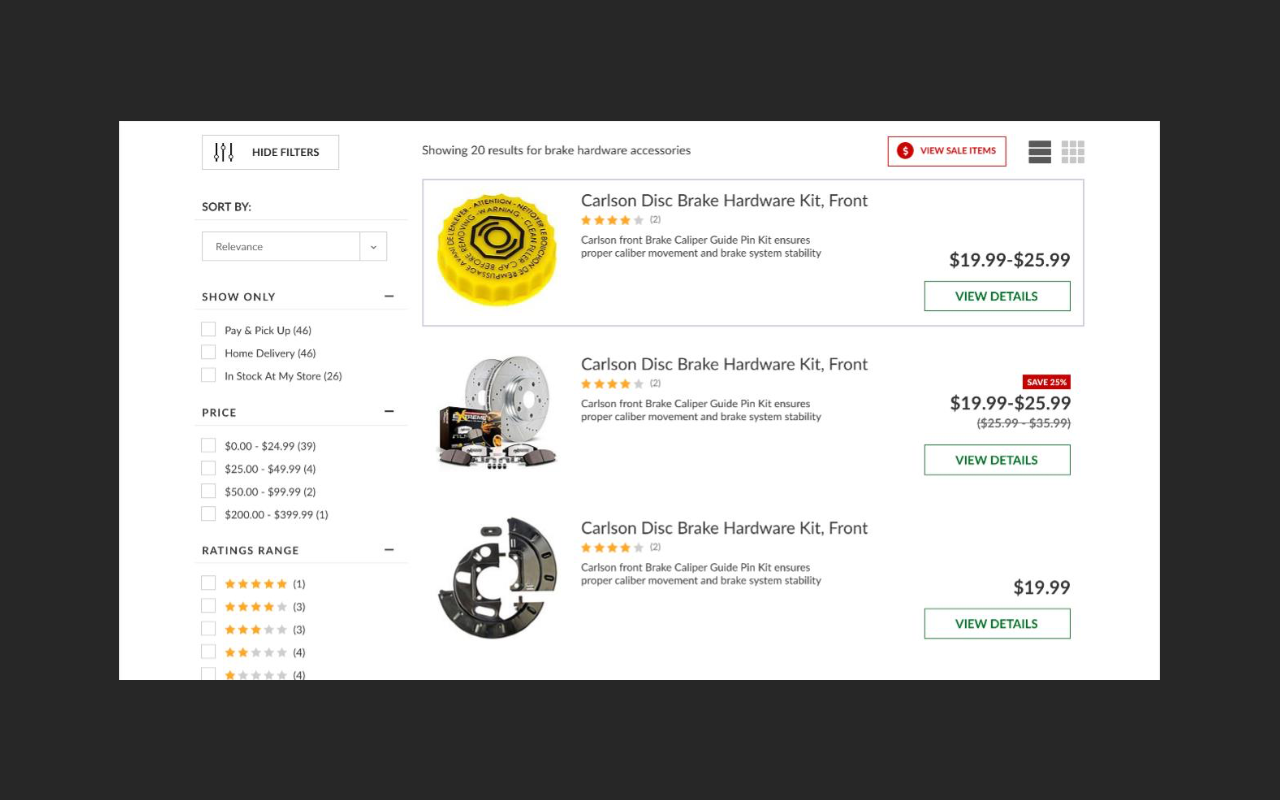 HIDE FILTERS
Showing 20 results for brake hardware accessories
$ VIEW SALE ITEMS
SORT BY:
Relevance
SHOW ONLY
Pay & Pick Up (46)
Home Delivery (46)
In Stock At My Store (26)
PRICE
$0.00 - $24.99 (39)
$25.00 - $49.99 (4)
$50.00 - $99.99 (2)
$200.00 - $399.99 (1)
RATINGS RANGE
(1)
(3)
(3)
(4)
(4)
ATTENTION - NETTOYER LE BOUCHON DE REMPLISSAGE AVANT DE L'ENLEVER -
WARNING - CLEAN FILLER CAP BEFORE REMOVING -
Carlson Disc Brake Hardware Kit, Front
(2)
Carlson front Brake Caliper Guide Pin Kit ensures
proper caliber movement and brake system stability
$19.99-$25.99
VIEW DETAILS
EXTREME
Carlson Disc Brake Hardware Kit, Front
(2)
Carlson front Brake Caliper Guide Pin Kit ensures
proper caliber movement and brake system stability
SAVE 25%
$19.99-$25.99
($25.99 - $35.99)
VIEW DETAILS
Carlson Disc Brake Hardware Kit, Front
(2)
Carlson front Brake Caliper Guide Pin Kit ensures
proper caliber movement and brake system stability
$19.99
VIEW DETAILS